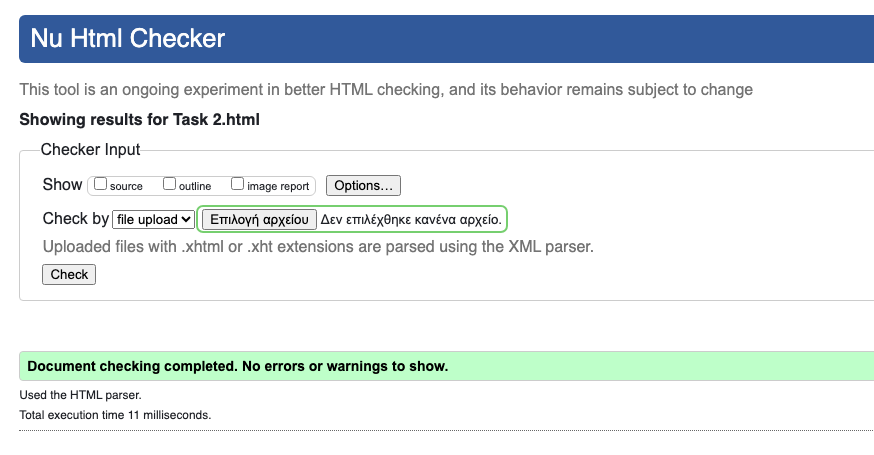 Nu Html Checker
This tool is an ongoing experiment in better HTML checking, and its behavior remains subject to change
Showing results for Task 2.html
Checker Input
Show source outline image report Options…
Check by file upload Επιλογή αρχείου Δεν επιλέχθηκε κανένα αρχείο.
Uploaded files with .xhtml or .xht extensions are parsed using the XML parser.
Check
Document checking completed. No errors or warnings to show.
Used the HTML parser.
Total execution time 11 milliseconds.